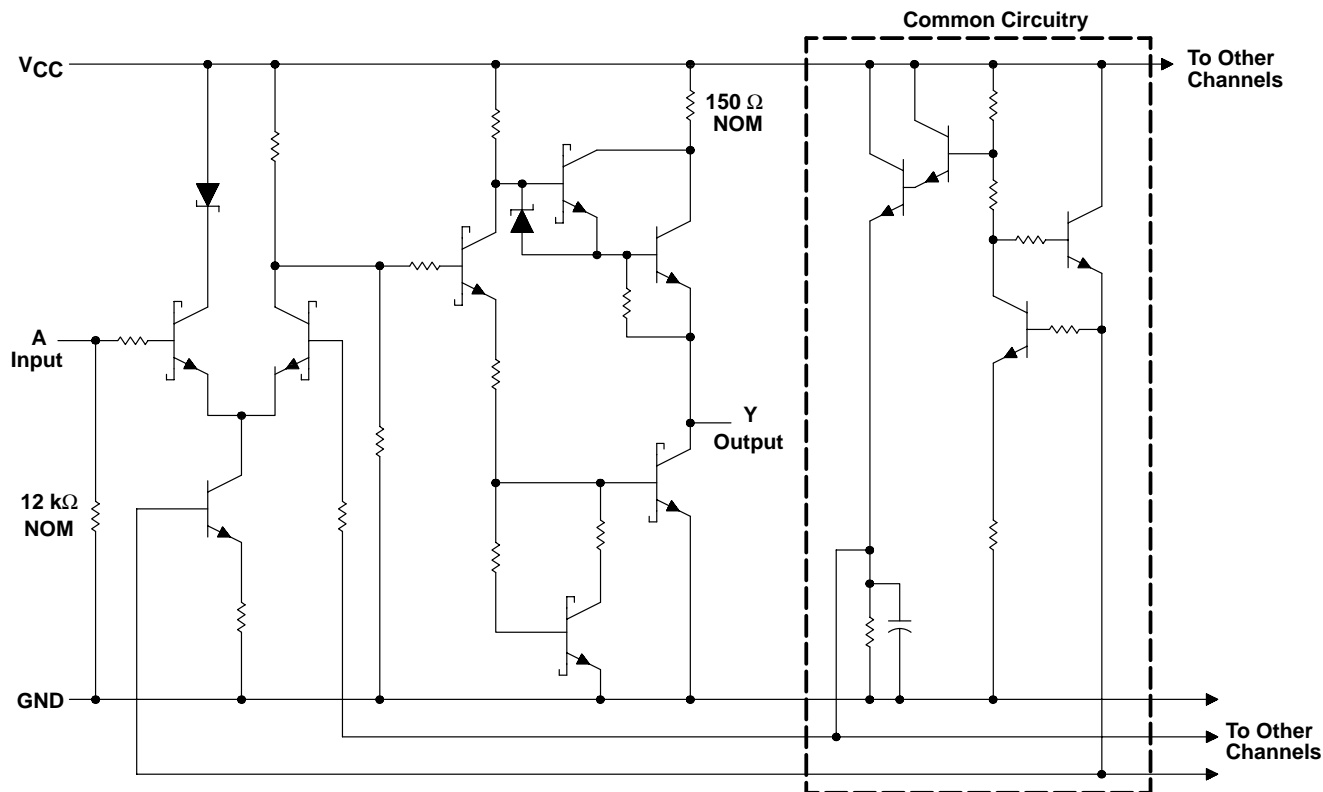 Common Circuitry
VCC
To Other
Channels
150 Ω
NOM
A
Input
Y
Output
12 kΩ
NOM
GND
To Other
Channels